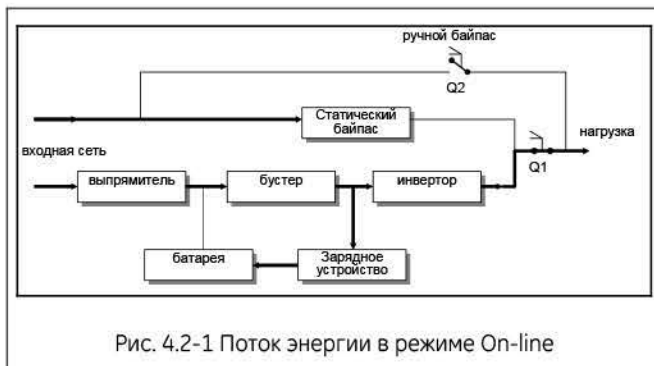 ручной байпас
Q2
Статический
байпас
нагрузка
Q1
входная сеть
выпрямитель
бустер
инвертор
батарея
Зарядное
устройство
Рис. 4.2-1 Поток энергии в режиме On-line